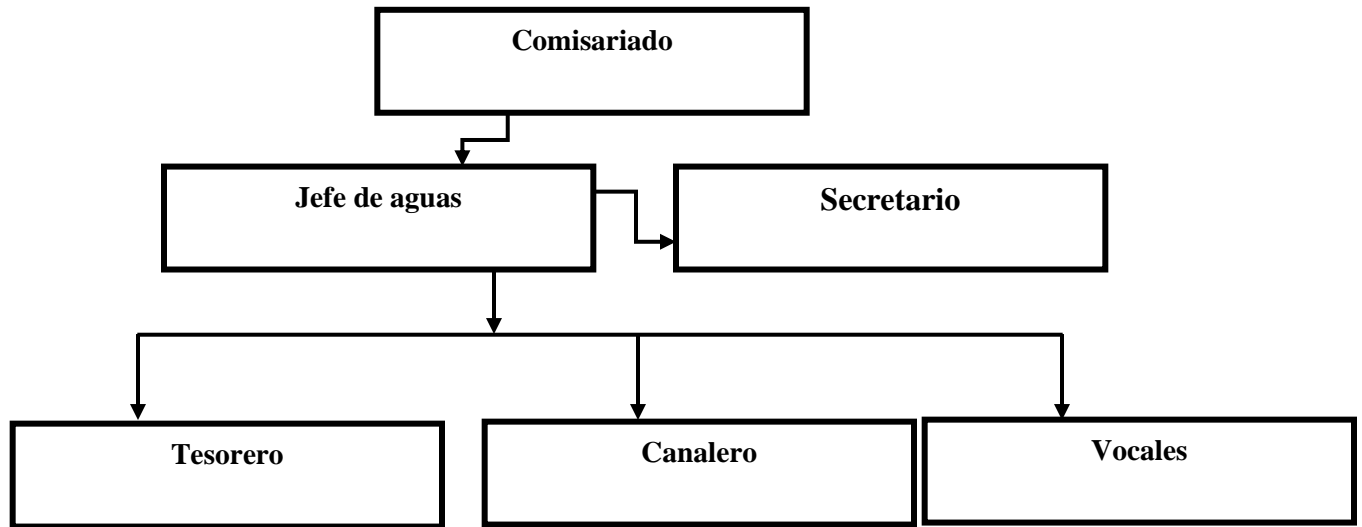 Comisariado
Jefe de aguas
Secretario
Tesorero
Canalero
Vocales